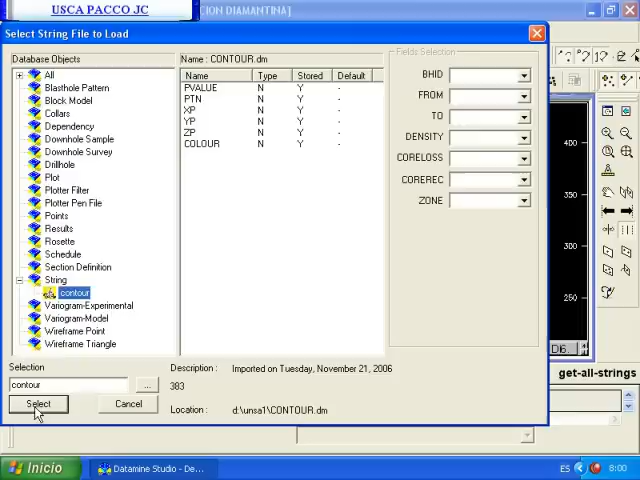 USCA PACCO JC
CION DIAMANTINA]
Select String File to Load
Database Objects
All
Blasthole Pattern
Block Model
Collars
Dependency
Downhole Sample
Downhole Survey
Drillhole
Plot
Plotter Filter
Plotter Pen File
Points
Results
Rosette
Schedule
Section Definition
String
contour
Variogram-Experimental
Variogram-Model
Wireframe Point
Wireframe Triangle
Name : CONTOUR.dm
Name Type Stored Default
PVALUE N Y -
PTN N Y -
XP N Y -
YP N Y -
ZP N Y -
COLOUR N Y -
Fields Selection
BHID
FROM
TO
DENSITY
CORELOSS
COREREC
ZONE
400
350
300
250
DI6.
get-all-strings
Selection
contour
...
Select
Cancel
Description : Imported on Tuesday, November 21, 2006
383
Location : d:\unsa1\CONTOUR.dm
Inicio
Datamine Studio - De...
ES
8:00